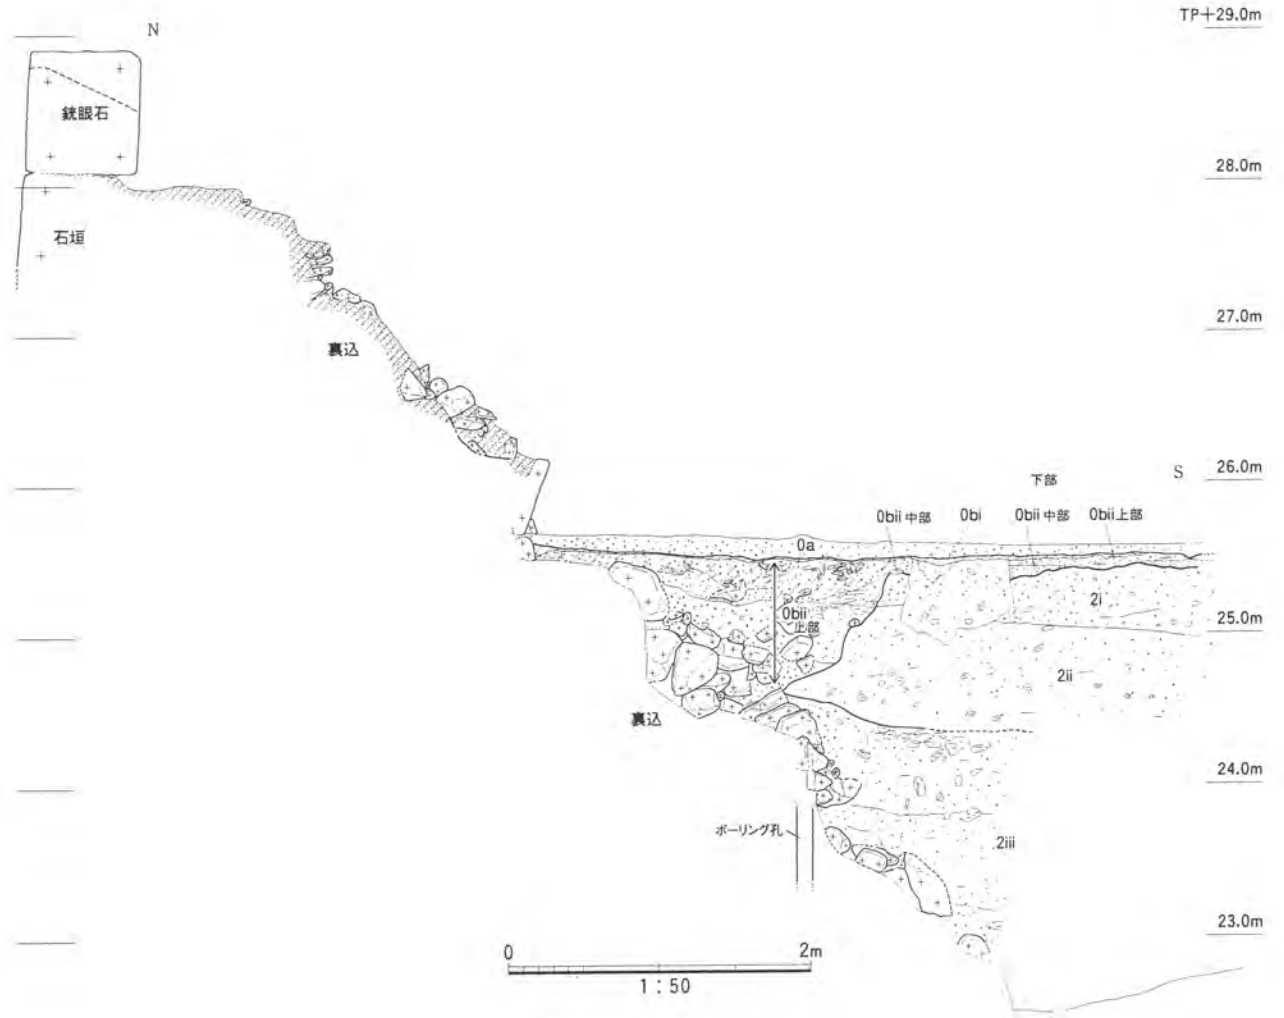 TP+29.0m
N
銃眼石
28.0m
石垣
27.0m
裏込
26.0m
S
下部
0bii 中部
0bi
0bii 中部
0bii 上部
0a
2i
0bii
上部
25.0m
2ii
裏込
24.0m
ボーリング孔
2iii
23.0m
0
2m
1:50